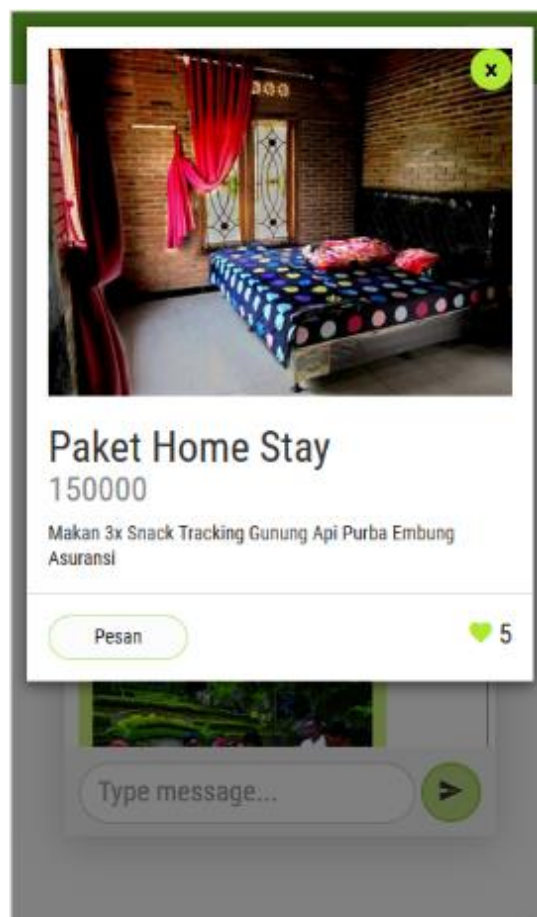 x
Paket Home Stay
150000
Makan 3x Snack Tracking Gunung Api Purba Embung
Asuransi
Pesan
5
Type message...